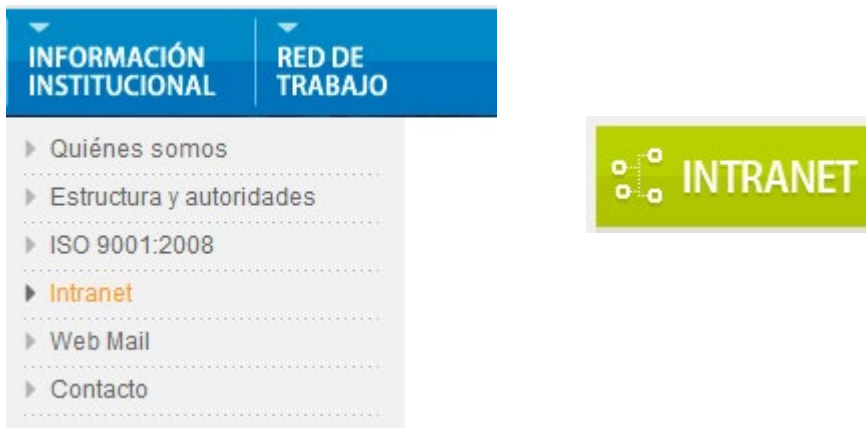 INFORMACIÓN
INSTITUCIONAL
RED DE
TRABAJO
Quiénes somos
Estructura y autoridades
ISO 9001:2008
Intranet
Web Mail
Contacto
INTRANET